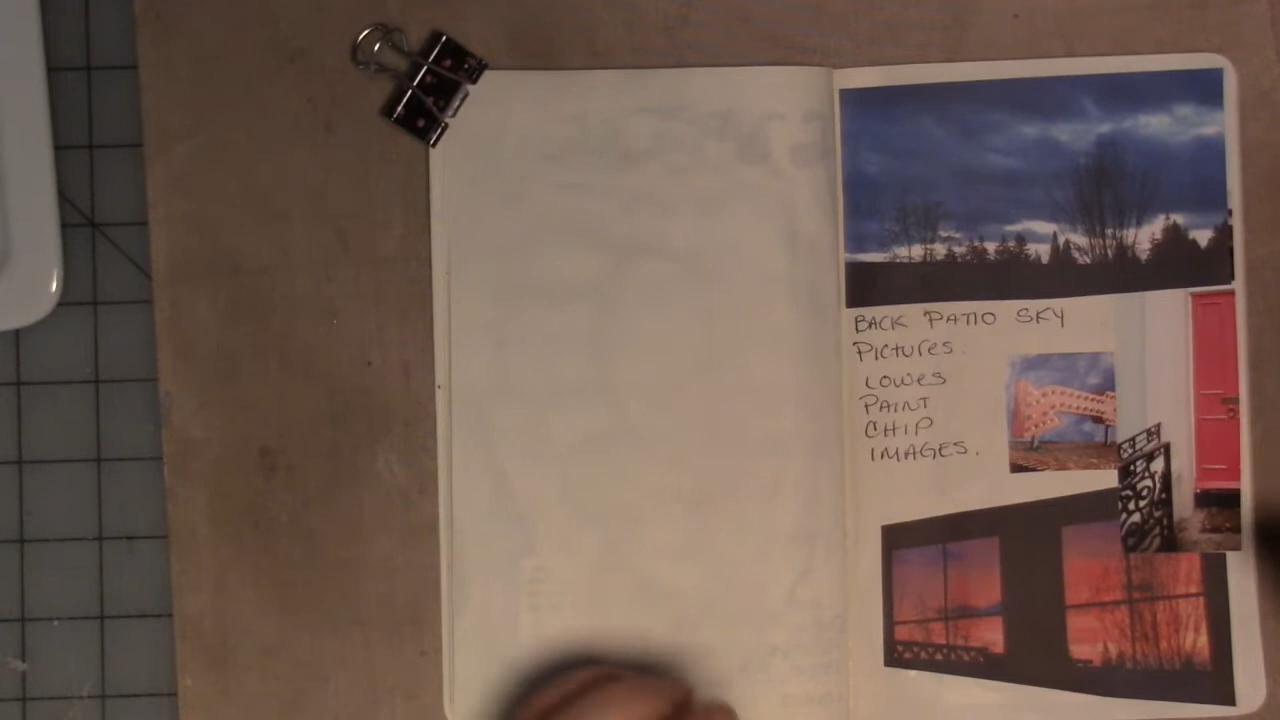 BACK PATIO SKY
Pictures.
LOWES
PAINT
CHIP
IMAGES.